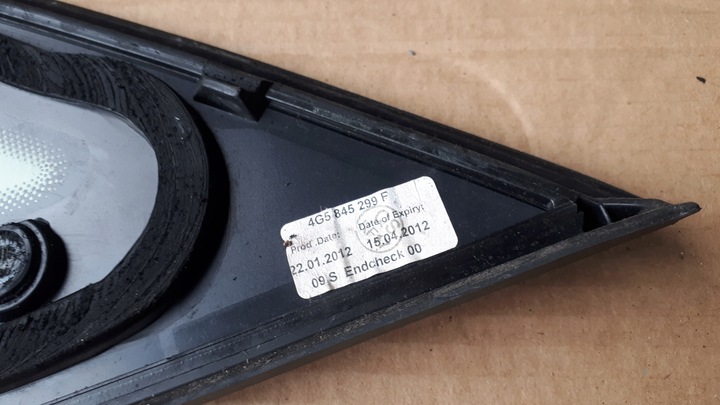 4G5 845 299 F
Prod Date: Date of Expiry:
22.01.2012 15.04.2012
09 S Endcheck 00